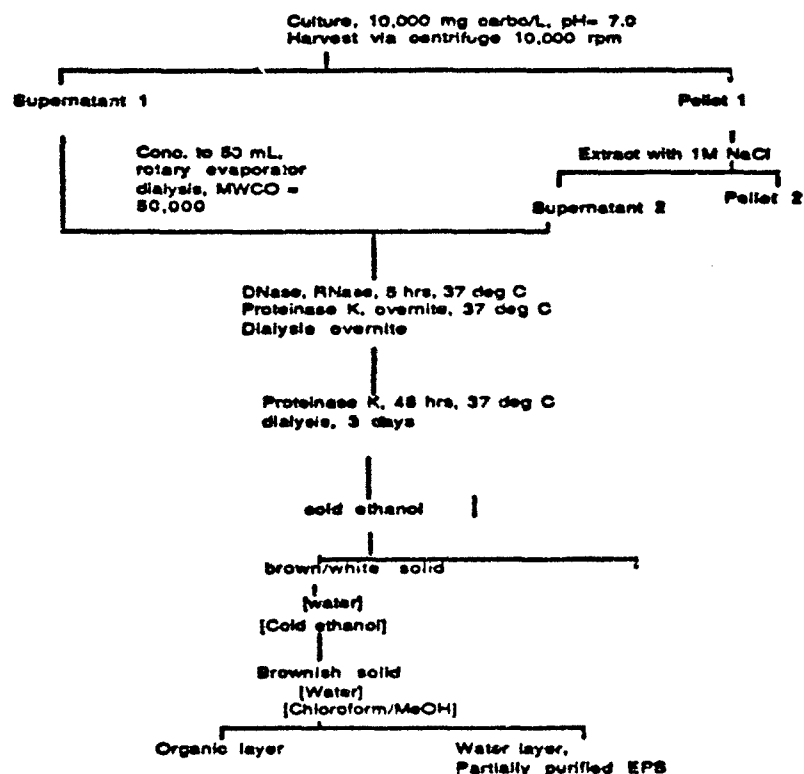 Culture, 10,000 mg carbo/L, pH= 7.0
Harvest via centrifuge 10,000 rpm
Supernatant 1
Pellet 1
Conc. to 50 mL,
rotary evaporator
dialysis, MWCO =
50,000
Extract with 1M NaCl
Supernatant 2
Pellet 2
DNase, RNase, 5 hrs, 37 deg C
Proteinase K, overnite, 37 deg C
Dialysis overnite
Proteinase K, 48 hrs, 37 deg C
dialysis, 3 days
cold ethanol
brown/white solid
[water]
[Cold ethanol]
Brownish solid
[Water]
[Chloroform/MeOH]
Organic layer
Water layer,
Partially purified EPS